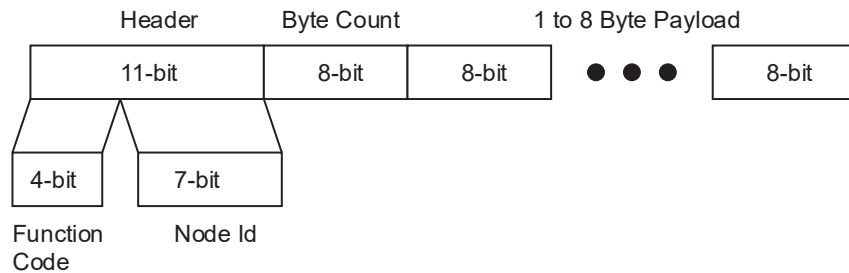 Header
Byte Count
1 to 8 Byte Payload
11-bit
8-bit
8-bit
8-bit
4-bit
7-bit
Function
Code
Node Id